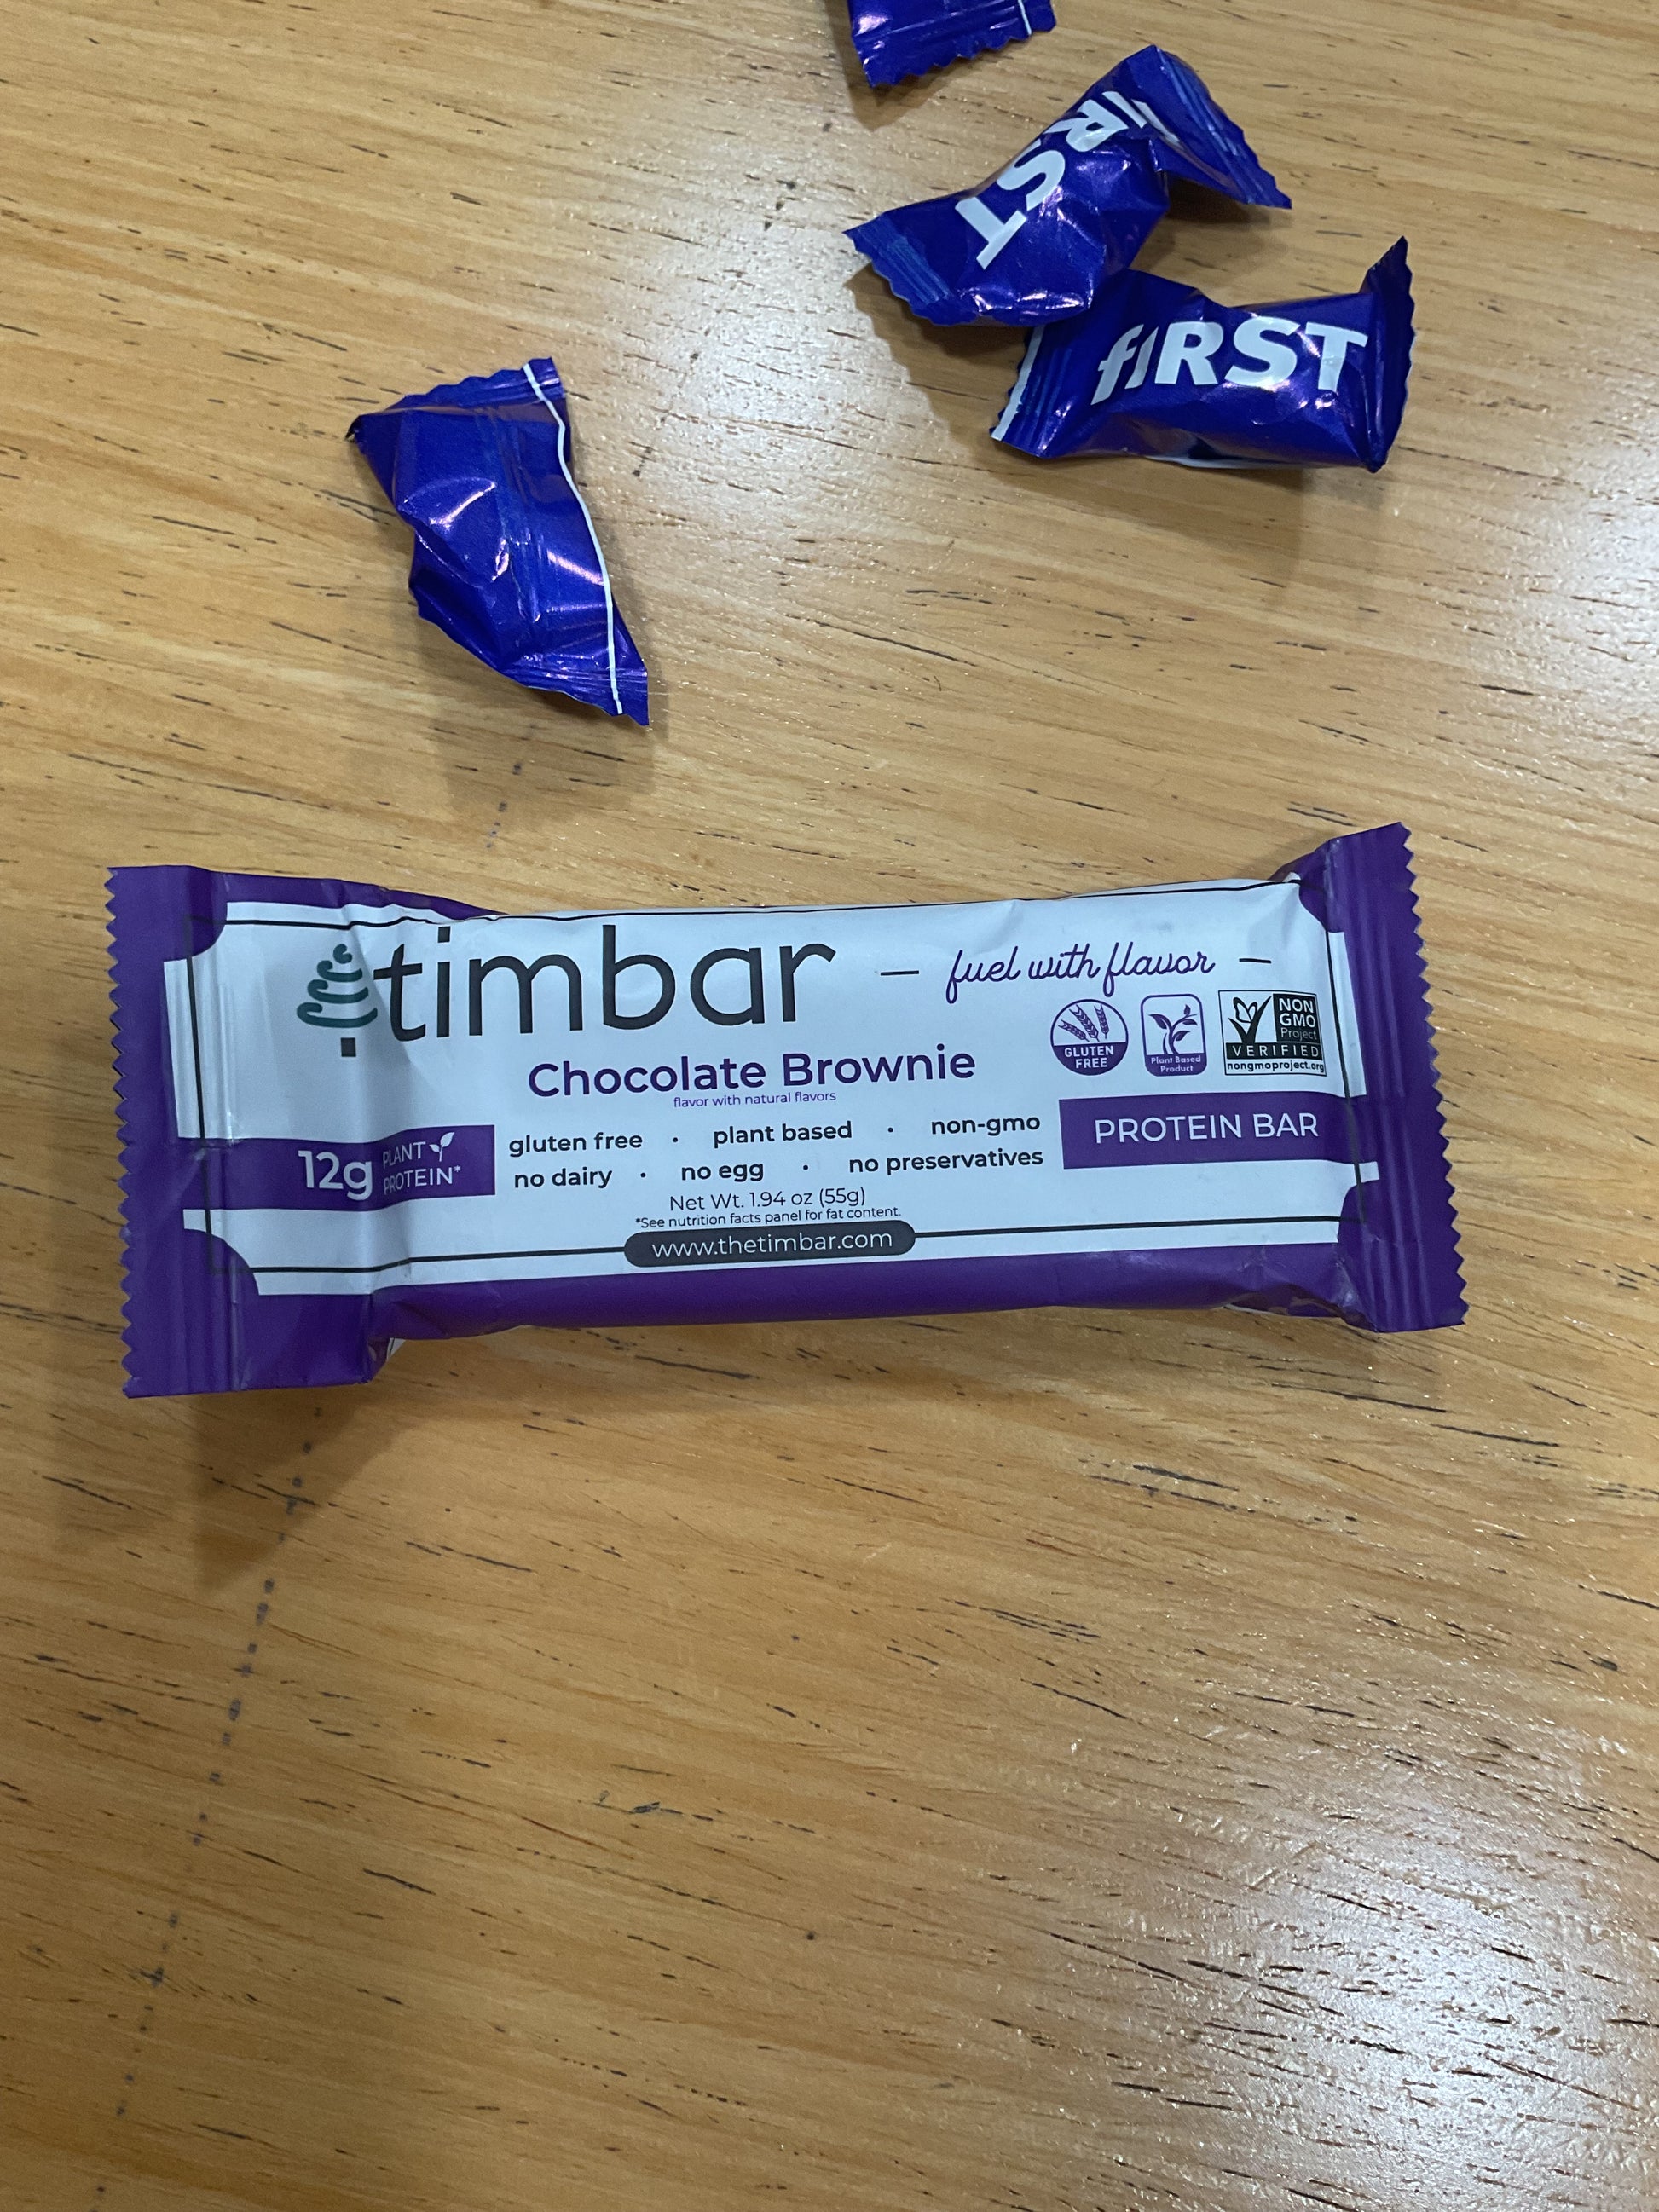 fIRST
timbar
— fuel with flavor —
Chocolate Brownie
flavor with natural flavors
GLUTEN
FREE
Plant Based
Product
NON
GMO
Project
VERIFIED
nongmoproject.org
12g PLANT
PROTEIN*
gluten free · plant based · non-gmo
no dairy · no egg · no preservatives
PROTEIN BAR
Net Wt. 1.94 oz (55g)
*See nutrition facts panel for fat content.
www.thetimbar.com